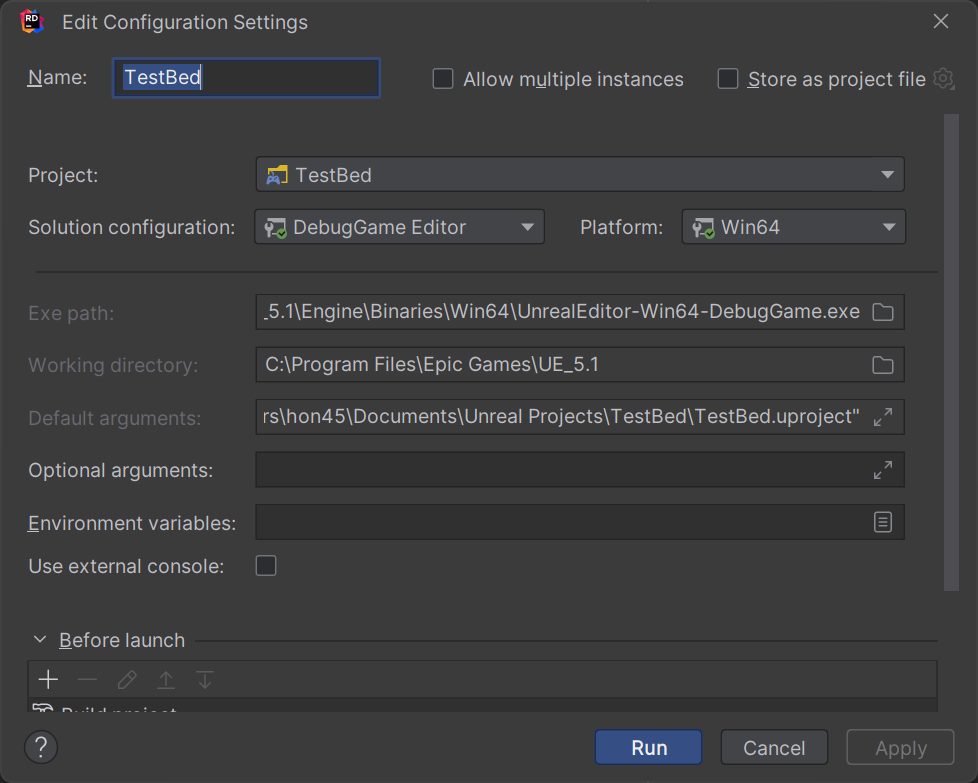 RD Edit Configuration Settings
Name: TestBed Allow multiple instances Store as project file
Project: TestBed
Solution configuration: DebugGame Editor Platform: Win64
Exe path: _5.1\Engine\Binaries\Win64\UnrealEditor-Win64-DebugGame.exe
Working directory: C:\Program Files\Epic Games\UE_5.1
Default arguments: rs\hon45\Documents\Unreal Projects\TestBed\TestBed.uproject"
Optional arguments:
Environment variables:
Use external console:
Before launch
Build project
? Run Cancel Apply